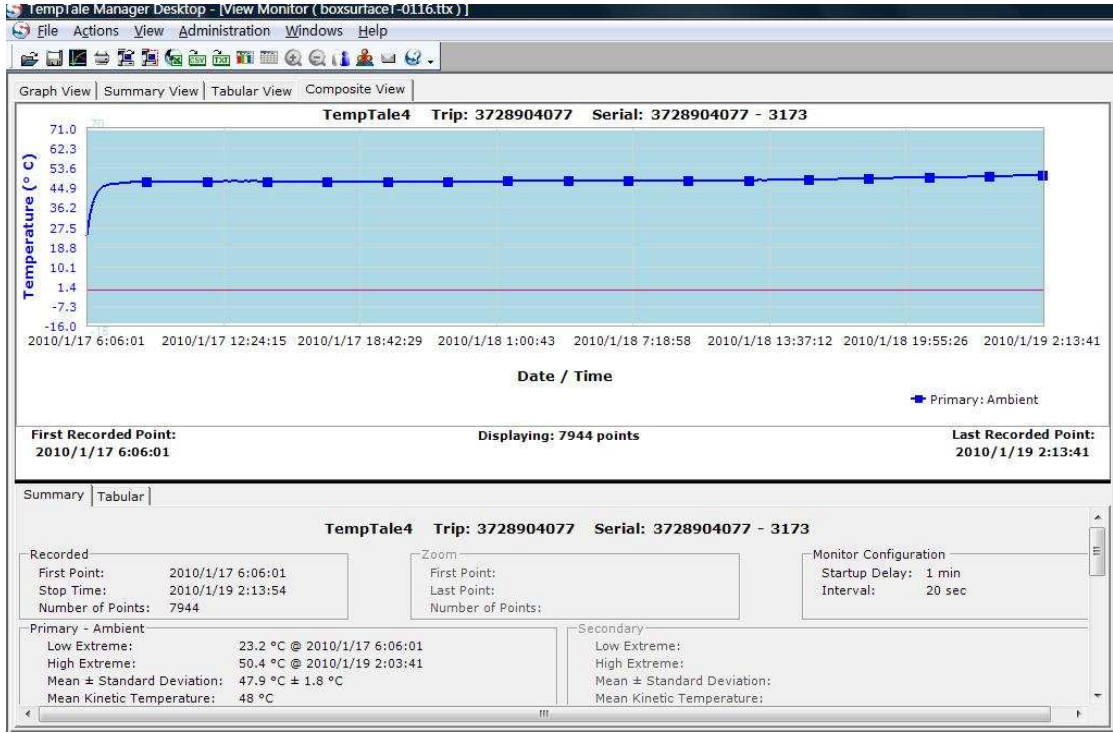 TempTale Manager Desktop - [View Monitor ( boxsurfaceT-0116.ttx ) ]
File Actions View Administration Windows Help
CSV TXT
Graph View Summary View Tabular View Composite View
TempTale4 Trip: 3728904077 Serial: 3728904077 - 3173
70
71.0
62.3
53.6
44.9
36.2
27.5
18.8
10.1
1.4
-7.3
-16.0
-15
Temperature (° C)
2010/1/17 6:06:01 2010/1/17 12:24:15 2010/1/17 18:42:29 2010/1/18 1:00:43 2010/1/18 7:18:58 2010/1/18 13:37:12 2010/1/18 19:55:26 2010/1/19 2:13:41
Date / Time
Primary: Ambient
First Recorded Point: Displaying: 7944 points Last Recorded Point:
2010/1/17 6:06:01 2010/1/19 2:13:41
Summary Tabular
TempTale4 Trip: 3728904077 Serial: 3728904077 - 3173
Recorded
First Point: 2010/1/17 6:06:01
Stop Time: 2010/1/19 2:13:54
Number of Points: 7944
Zoom
First Point:
Last Point:
Number of Points:
Monitor Configuration
Startup Delay: 1 min
Interval: 20 sec
Primary - Ambient
Low Extreme: 23.2 °C @ 2010/1/17 6:06:01
High Extreme: 50.4 °C @ 2010/1/19 2:03:41
Mean ± Standard Deviation: 47.9 °C ± 1.8 °C
Mean Kinetic Temperature: 48 °C
Secondary
Low Extreme:
High Extreme:
Mean ± Standard Deviation:
Mean Kinetic Temperature: